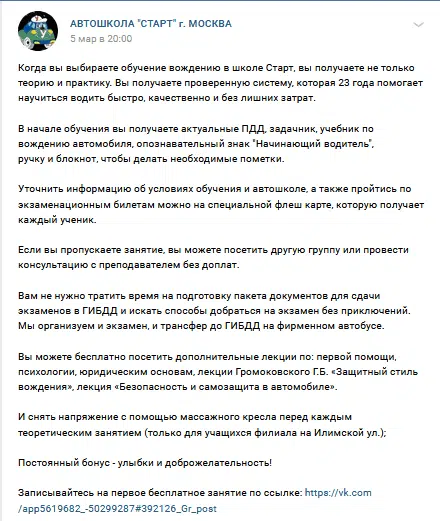 АВТОШКОЛА "СТАРТ" г. МОСКВА
5 мар в 20:00
Когда вы выбираете обучение вождению в школе Старт, вы получаете не только
теорию и практику. Вы получаете проверенную систему, которая 23 года помогает
научиться водить быстро, качественно и без лишних затрат.
В начале обучения вы получаете актуальные ПДД, задачник, учебник по
вождению автомобиля, опознавательный знак "Начинающий водитель",
ручку и блокнот, чтобы делать необходимые пометки.
Уточнить информацию об условиях обучения и автошколе, а также пройтись по
экзаменационным билетам можно на специальной флеш карте, которую получает
каждый ученик.
Если вы пропускаете занятие, вы можете посетить другую группу или провести
консультацию с преподавателем без доплат.
Вам не нужно тратить время на подготовку пакета документов для сдачи
экзаменов в ГИБДД и искать способы добраться на экзамен без приключений.
Мы организуем и экзамен, и трансфер до ГИБДД на фирменном автобусе.
Вы можете бесплатно посетить дополнительные лекции по: первой помощи,
психологии, юридическим основам, лекции Громоковского Г.Б. «Защитный стиль
вождения», лекция «Безопасность и самозащита в автомобиле».
И снять напряжение с помощью массажного кресла перед каждым
теоретическим занятием (только для учащихся филиала на Илимской ул.);
Постоянный бонус - улыбки и доброжелательность!
Записывайтесь на первое бесплатное занятие по ссылке: https://vk.com
/app5619682_-50299287#392126_Gr_post